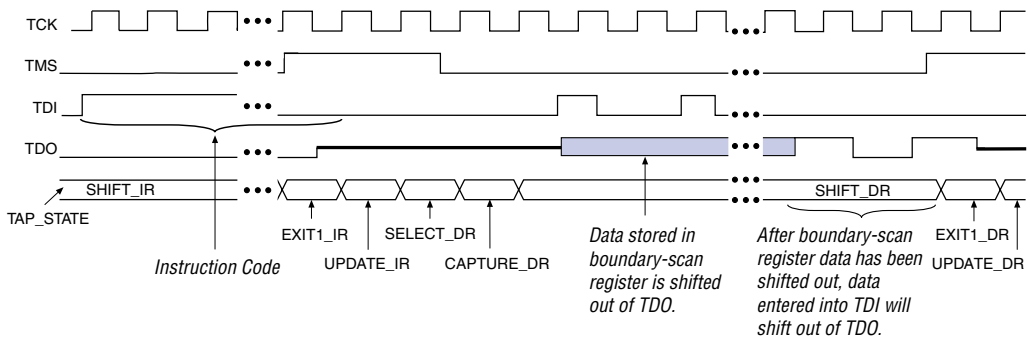 TCK
TMS
TDI
TDO
SHIFT_IR
SHIFT_DR
TAP_STATE
EXIT1_IR
SELECT_DR
EXIT1_DR
UPDATE_IR
CAPTURE_DR
UPDATE_DR
Instruction Code
Data stored in
boundary-scan
register is shifted
out of TDO.
After boundary-scan
register data has been
shifted out, data
entered into TDI will
shift out of TDO.